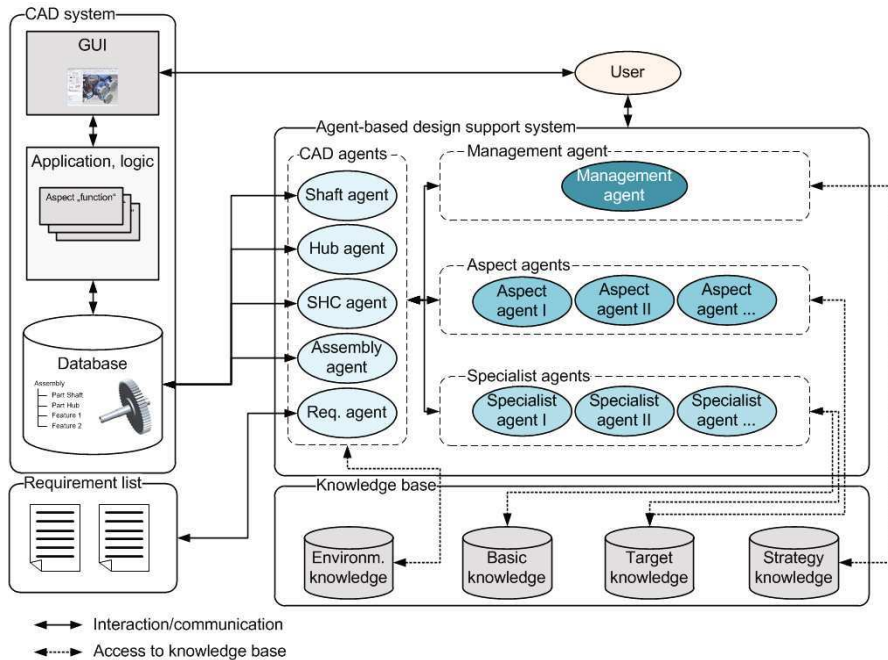 CAD system
GUI
User
Agent-based design support system
Application, logic
Aspect „function“
CAD agents
Shaft agent
Hub agent
SHC agent
Assembly
agent
Req. agent
Management agent
Management
agent
Aspect agents
Aspect
agent I
Aspect
agent II
Aspect
agent ...
Specialist agents
Specialist
agent I
Specialist
agent II
Specialist
agent ...
Database
Assembly
Part Shaft
Part Hub
Feature 1
Feature 2
Requirement list
Knowledge base
Environm.
knowledge
Basic
knowledge
Target
knowledge
Strategy
knowledge
Interaction/communication
Access to knowledge base